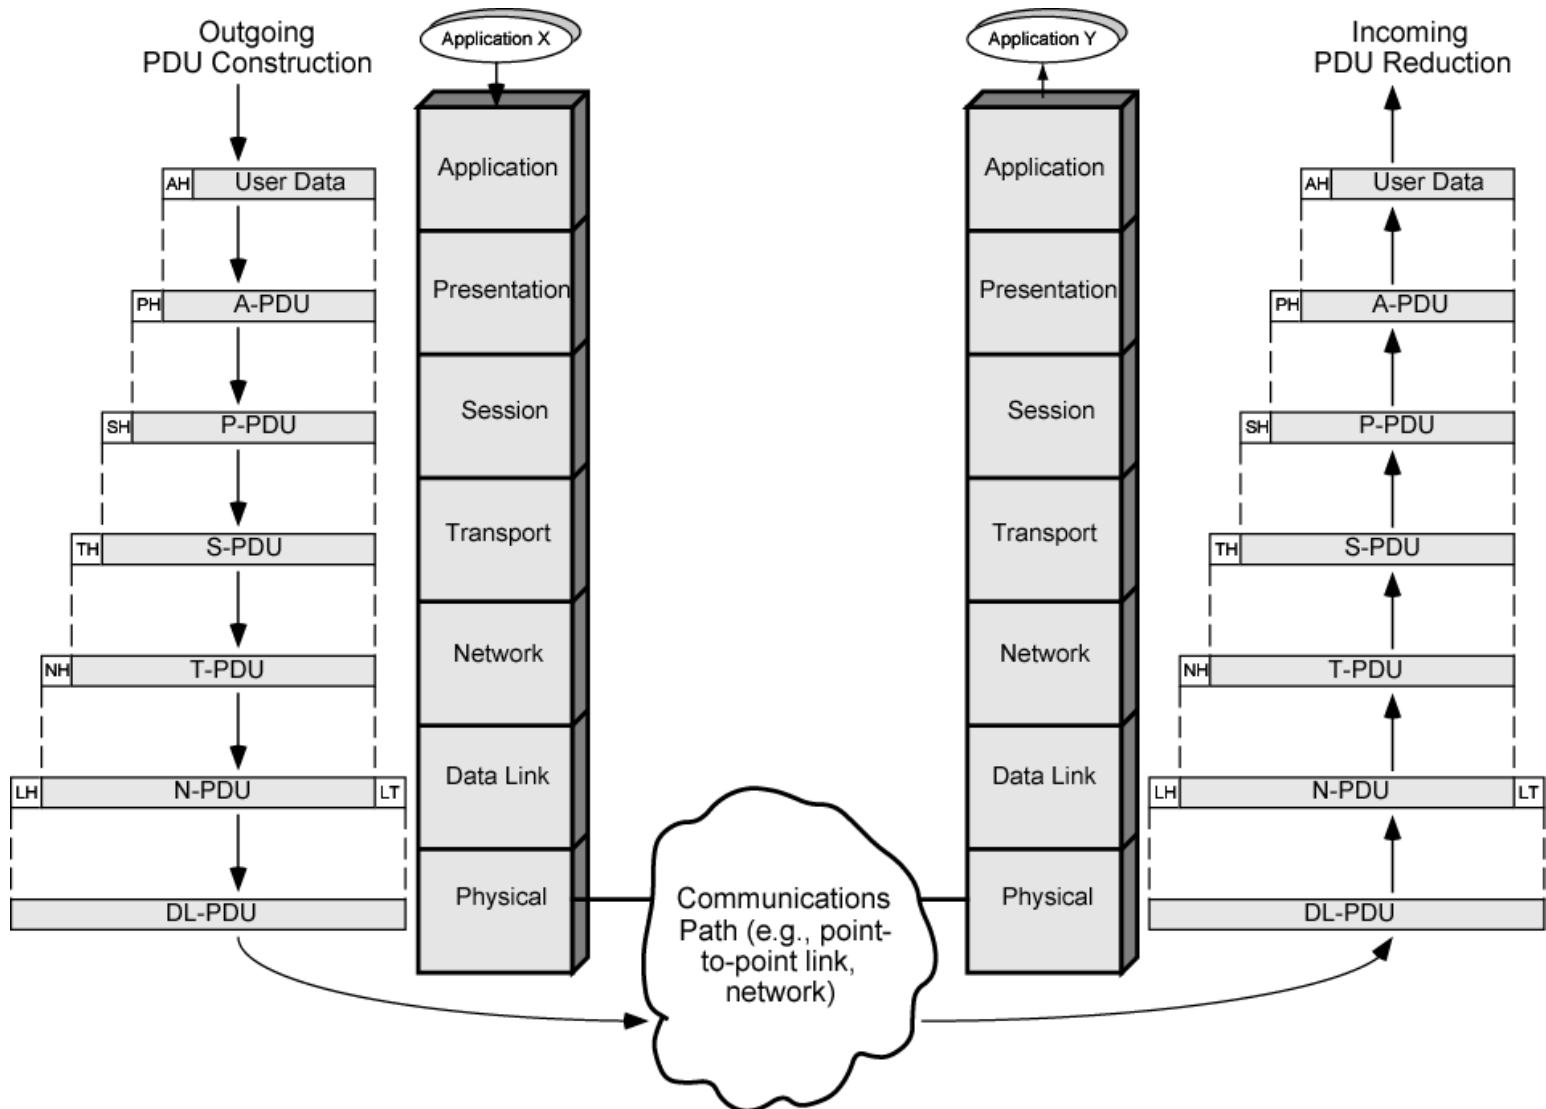 Outgoing
PDU Construction
Application X
Application Y
Incoming
PDU Reduction
AH User Data
Application
Application
AH User Data
PH A-PDU
Presentation
Presentation
PH A-PDU
SH P-PDU
Session
Session
SH P-PDU
TH S-PDU
Transport
Transport
TH S-PDU
NH T-PDU
Network
Network
NH T-PDU
LH N-PDU LT
Data Link
Data Link
LH N-PDU LT
DL-PDU
Physical
Communications
Path (e.g., point-
to-point link,
network)
Physical
DL-PDU